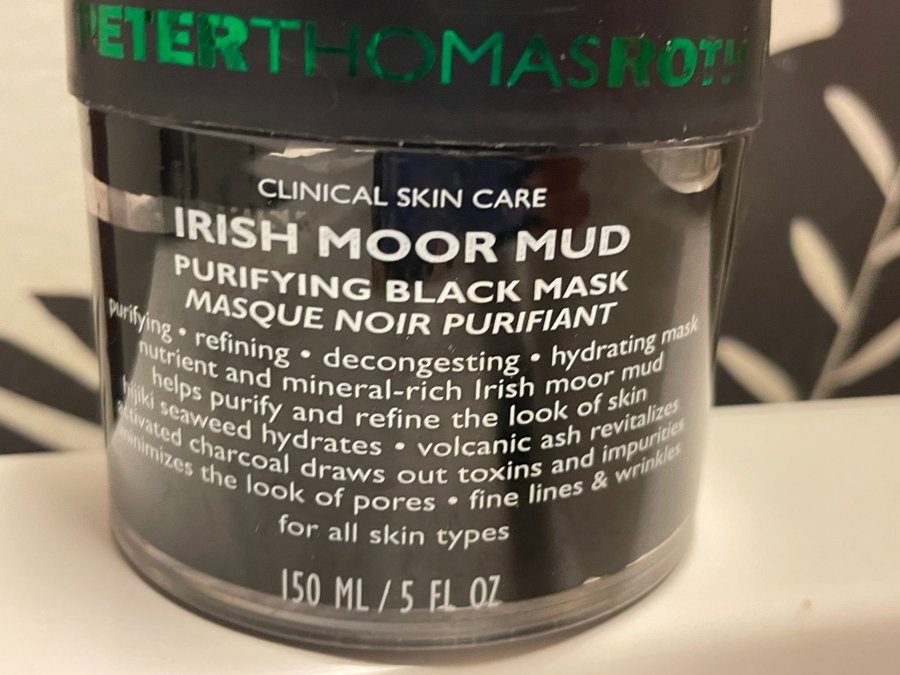 PETERTHOMASROTH
CLINICAL SKIN CARE
IRISH MOOR MUD
PURIFYING BLACK MASK
MASQUE NOIR PURIFIANT
purifying • refining • decongesting • hydrating mask
nutrient and mineral-rich Irish moor mud
helps purify and refine the look of skin
hijiki seaweed hydrates • volcanic ash revitalizes
activated charcoal draws out toxins and impurities
minimizes the look of pores • fine lines & wrinkles
for all skin types
150 ML / 5 FL OZ